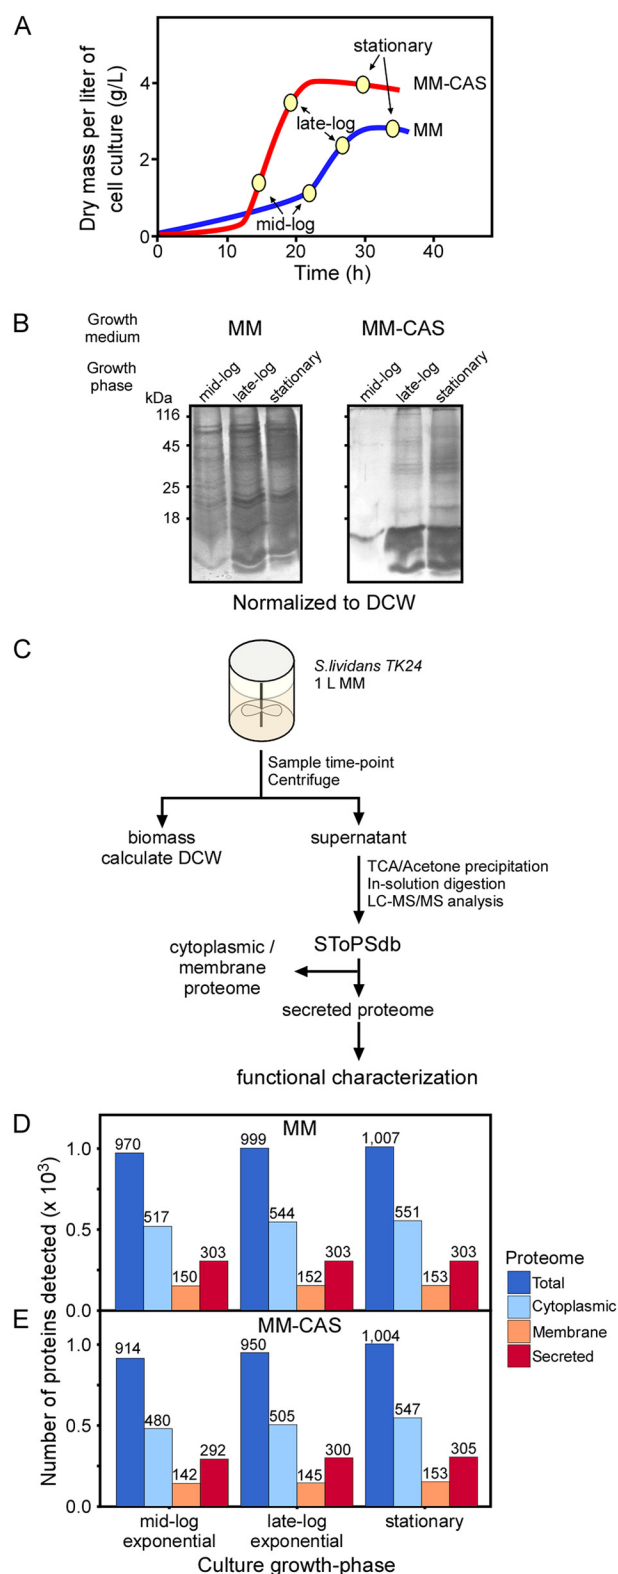 A
Dry mass per liter of
cell culture (g/L)
4
2
0
stationary
MM-CAS
late-log
MM
mid-log
0 10 20 30 40
Time (h)
B
Growth
medium
MM
MM-CAS
Growth
phase
mid-log
late-log
stationary
mid-log
late-log
stationary
kDa
116
45
25
18
Normalized to DCW
C
S.lividans TK24
1 L MM
Sample time-point
Centrifuge
biomass
calculate DCW
supernatant
TCA/Acetone precipitation
In-solution digestion
LC-MS/MS analysis
SToPSdb
cytoplasmic /
membrane
proteome
secreted proteome
functional characterization
D
MM
Number of proteins detected (x 10³)
1.0
0.5
0.0
970 517 150 303
999 544 152 303
1,007 551 153 303
Proteome
Total
Cytoplasmic
Membrane
Secreted
E
MM-CAS
1.0
0.5
0.0
914 480 142 292
950 505 145 300
1,004 547 153 305
mid-log
exponential
late-log
exponential
stationary
Culture growth-phase